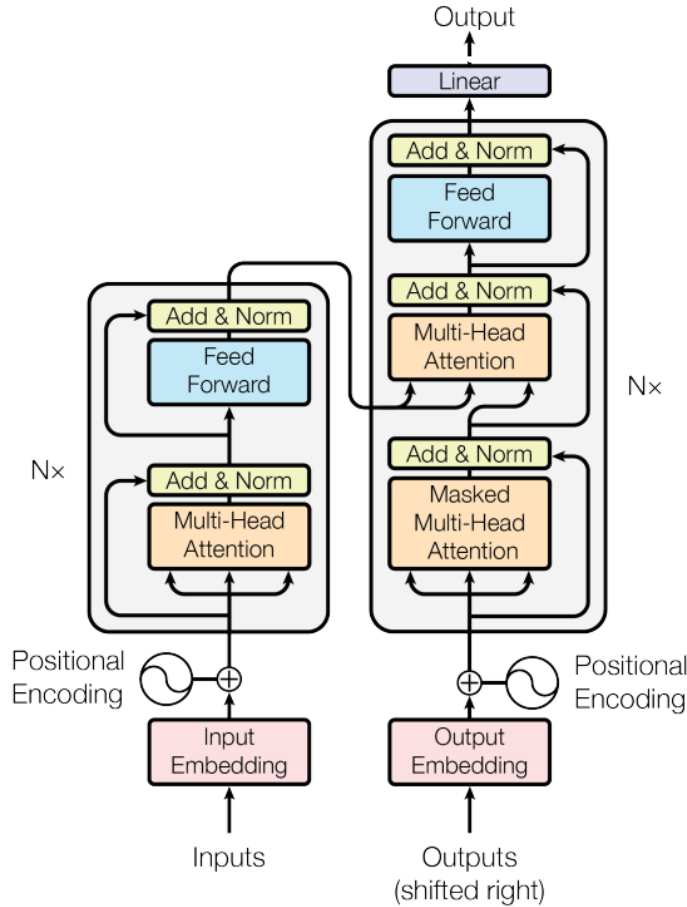 Output
Linear
Add & Norm
Feed
Forward
Add & Norm
Multi-Head
Attention
Add & Norm
Masked
Multi-Head
Attention
Nx
Add & Norm
Feed
Forward
Add & Norm
Multi-Head
Attention
Nx
Positional
Encoding
Positional
Encoding
Input
Embedding
Output
Embedding
Inputs
Outputs
(shifted right)